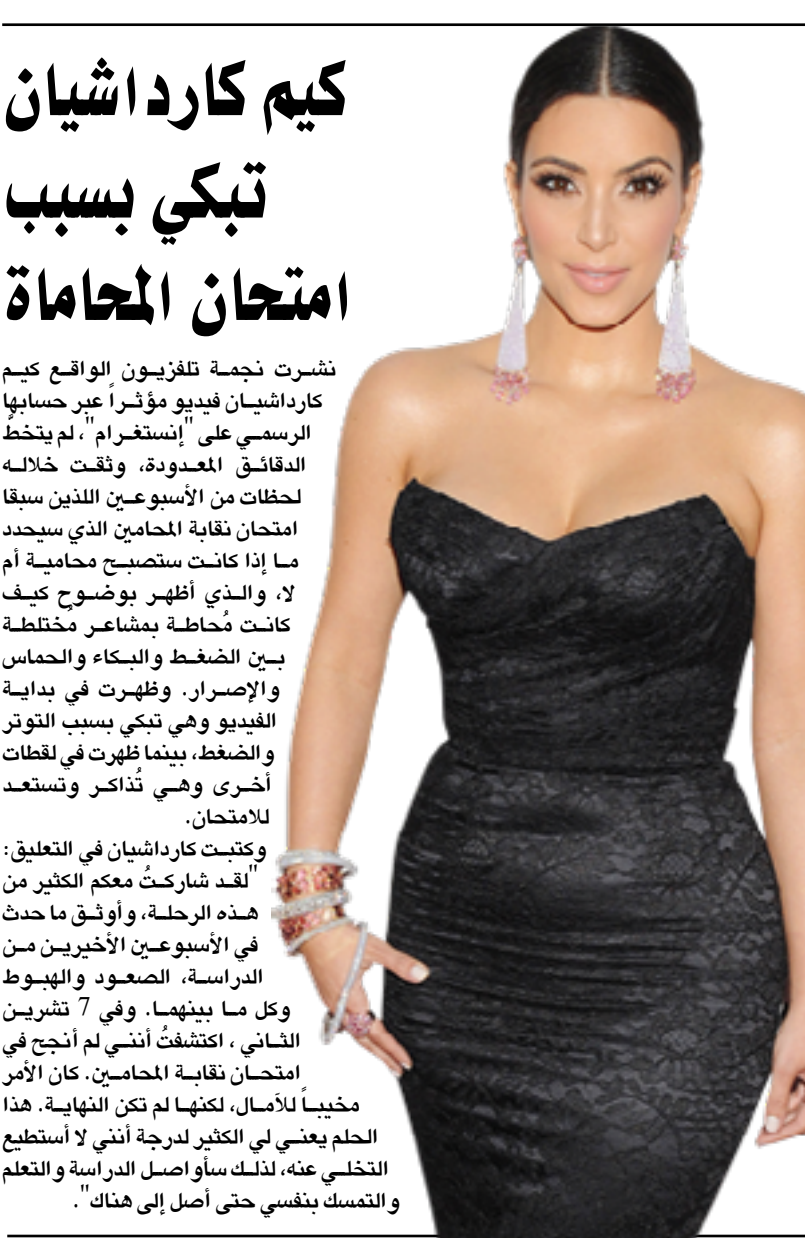 كيم كارداشيان
تبكي بسبب
امتحان المحاماة
نشرت نجمة تلفزيون الواقع كيم
كارداشيان فيديو مؤثراً عبر حسابها
الرسمي على "إنستغرام"، لم يتخطَّ
الدقائق المعدودة، وثقت خلاله
لحظات من الأسبوعين اللذين سبقا
امتحان نقابة المحامين الذي سيحدد
ما إذا كانت ستصبح محامية أم
لا، والذي أظهر بوضوح كيف
كانت مُحاطة بمشاعر مُختلطة
بين الضغط والبكاء والحماس
والإصرار. وظهرت في بداية
الفيديو وهي تبكي بسبب التوتر
والضغط، بينما ظهرت في لقطات
أخرى وهي تُذاكر وتستعد
للامتحان.
وكتبت كارداشيان في التعليق:
"لقد شاركتُ معكم الكثير من
هذه الرحلة، وأوثق ما حدث
في الأسبوعين الأخيرين من
الدراسة، الصعود والهبوط
وكل ما بينهما. وفي 7 تشرين
الثاني ، اكتشفتُ أنني لم أنجح في
امتحان نقابة المحامين. كان الأمر
مخيباً للآمال، لكنها لم تكن النهاية. هذا
الحلم يعني لي الكثير لدرجة أنني لا أستطيع
التخلي عنه، لذلك سأواصل الدراسة والتعلم
والتمسك بنفسي حتى أصل إلى هناك".